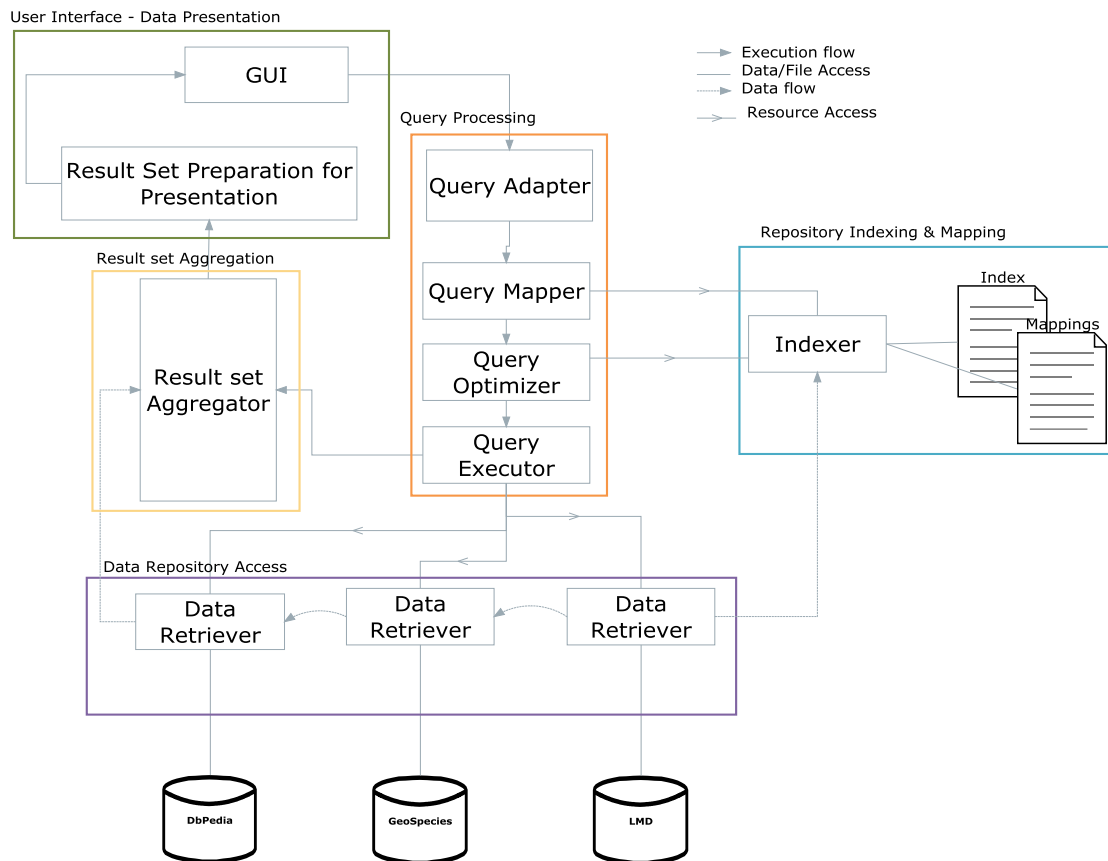 User Interface - Data Presentation
GUI
Result Set Preparation for
Presentation
Execution flow
Data/File Access
Data flow
Resource Access
Query Processing
Query Adapter
Query Mapper
Query
Optimizer
Query
Executor
Result set Aggregation
Result set
Aggregator
Repository Indexing & Mapping
Indexer
Index
Mappings
Data Repository Access
Data
Retriever
Data
Retriever
Data
Retriever
DbPedia
GeoSpecies
LMD